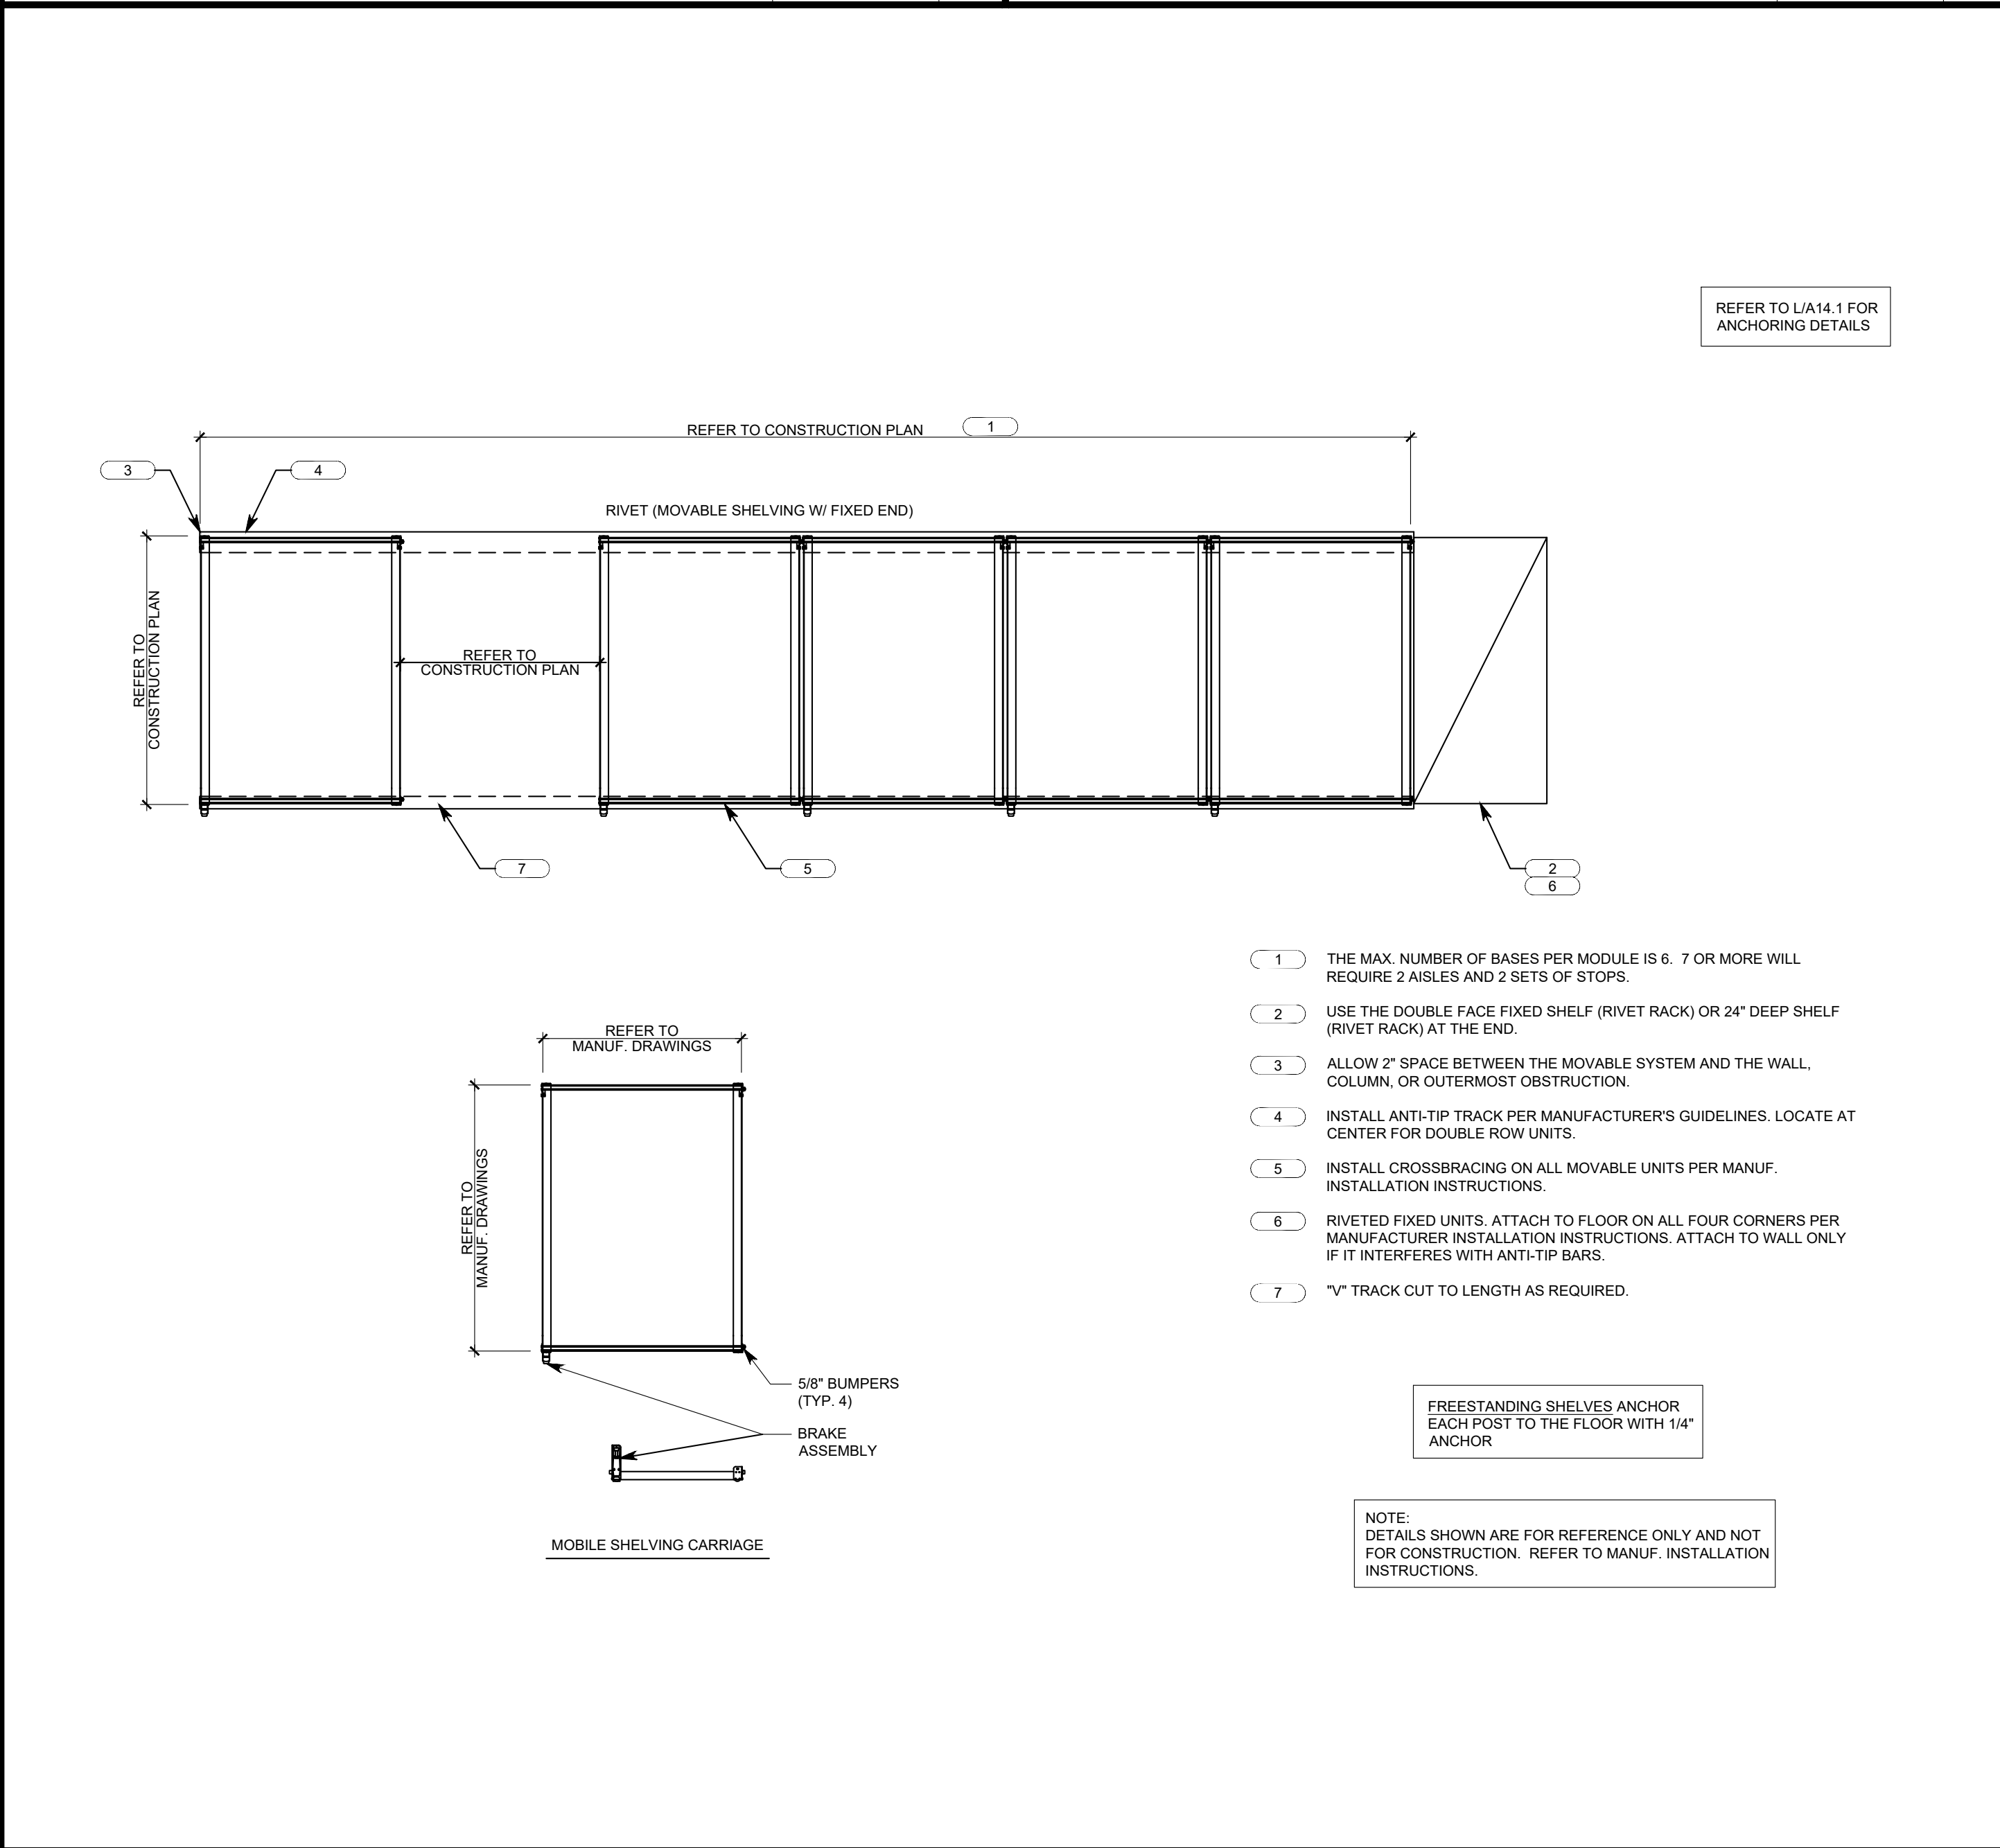 REFER TO L/A14.1 FOR
ANCHORING DETAILS
REFER TO CONSTRUCTION PLAN
1
3
4
RIVET (MOVABLE SHELVING W/ FIXED END)
REFER TO
CONSTRUCTION PLAN
REFER TO
CONSTRUCTION PLAN
7
5
2
6
1 THE MAX. NUMBER OF BASES PER MODULE IS 6. 7 OR MORE WILL
REQUIRE 2 AISLES AND 2 SETS OF STOPS.
2 USE THE DOUBLE FACE FIXED SHELF (RIVET RACK) OR 24" DEEP SHELF
(RIVET RACK) AT THE END.
3 ALLOW 2" SPACE BETWEEN THE MOVABLE SYSTEM AND THE WALL,
COLUMN, OR OUTERMOST OBSTRUCTION.
4 INSTALL ANTI-TIP TRACK PER MANUFACTURER'S GUIDELINES. LOCATE AT
CENTER FOR DOUBLE ROW UNITS.
5 INSTALL CROSSBRACING ON ALL MOVABLE UNITS PER MANUF.
INSTALLATION INSTRUCTIONS.
6 RIVETED FIXED UNITS. ATTACH TO FLOOR ON ALL FOUR CORNERS PER
MANUFACTURER INSTALLATION INSTRUCTIONS. ATTACH TO WALL ONLY
IF IT INTERFERES WITH ANTI-TIP BARS.
7 "V" TRACK CUT TO LENGTH AS REQUIRED.
REFER TO
MANUF. DRAWINGS
REFER TO
MANUF. DRAWINGS
5/8" BUMPERS
(TYP. 4)
BRAKE
ASSEMBLY
MOBILE SHELVING CARRIAGE
FREESTANDING SHELVES ANCHOR
EACH POST TO THE FLOOR WITH 1/4"
ANCHOR
NOTE:
DETAILS SHOWN ARE FOR REFERENCE ONLY AND NOT
FOR CONSTRUCTION. REFER TO MANUF. INSTALLATION
INSTRUCTIONS.